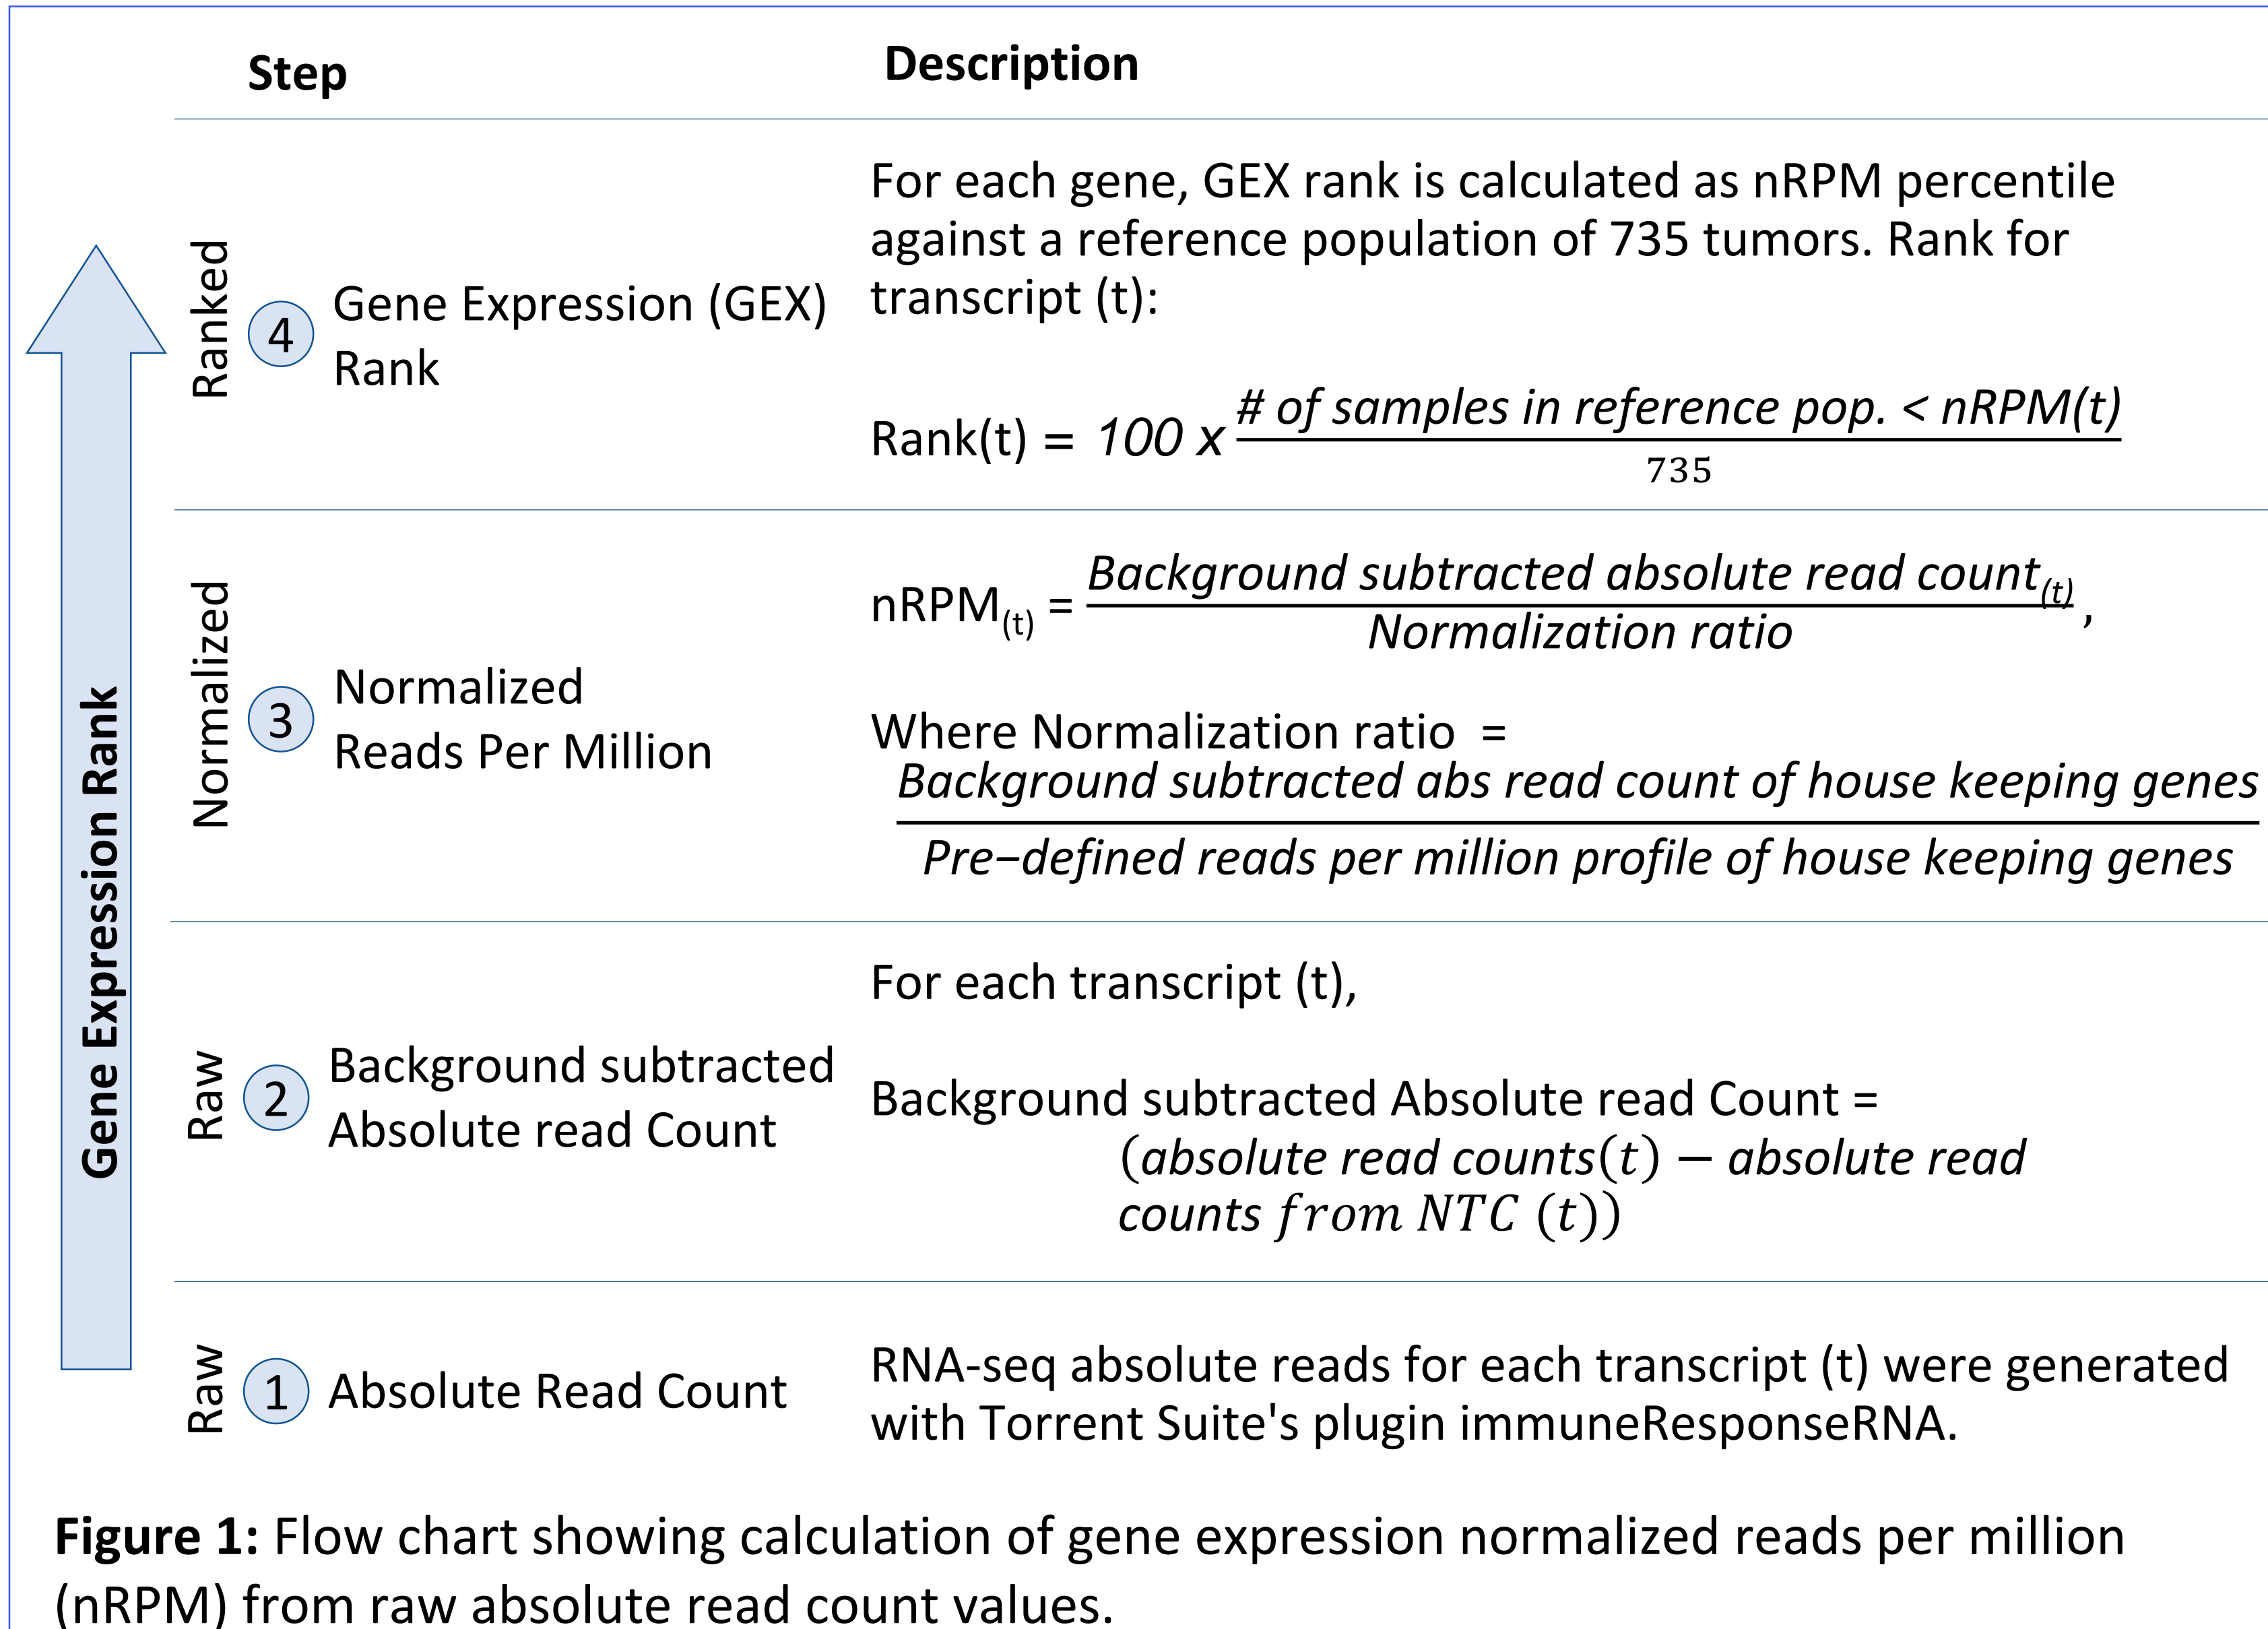 Step
Description
Gene Expression Rank
Ranked
4
Gene Expression (GEX)
Rank
For each gene, GEX rank is calculated as nRPM percentile
against a reference population of 735 tumors. Rank for
transcript (t):
Rank(t) = 100 x # of samples in reference pop. < nRPM(t)
735
Normalized
3
Normalized
Reads Per Million
nRPM(t) = Background subtracted absolute read count(t) ,
Normalization ratio
Where Normalization ratio =
Background subtracted abs read count of house keeping genes
Pre−defined reads per million profile of house keeping genes
Raw
2
Background subtracted
Absolute read Count
For each transcript (t),
Background subtracted Absolute read Count =
(absolute read counts(t) − absolute read
counts from NTC (t))
Raw
1
Absolute Read Count
RNA-seq absolute reads for each transcript (t) were generated
with Torrent Suite's plugin immuneResponseRNA.
Figure 1: Flow chart showing calculation of gene expression normalized reads per million
(nRPM) from raw absolute read count values.